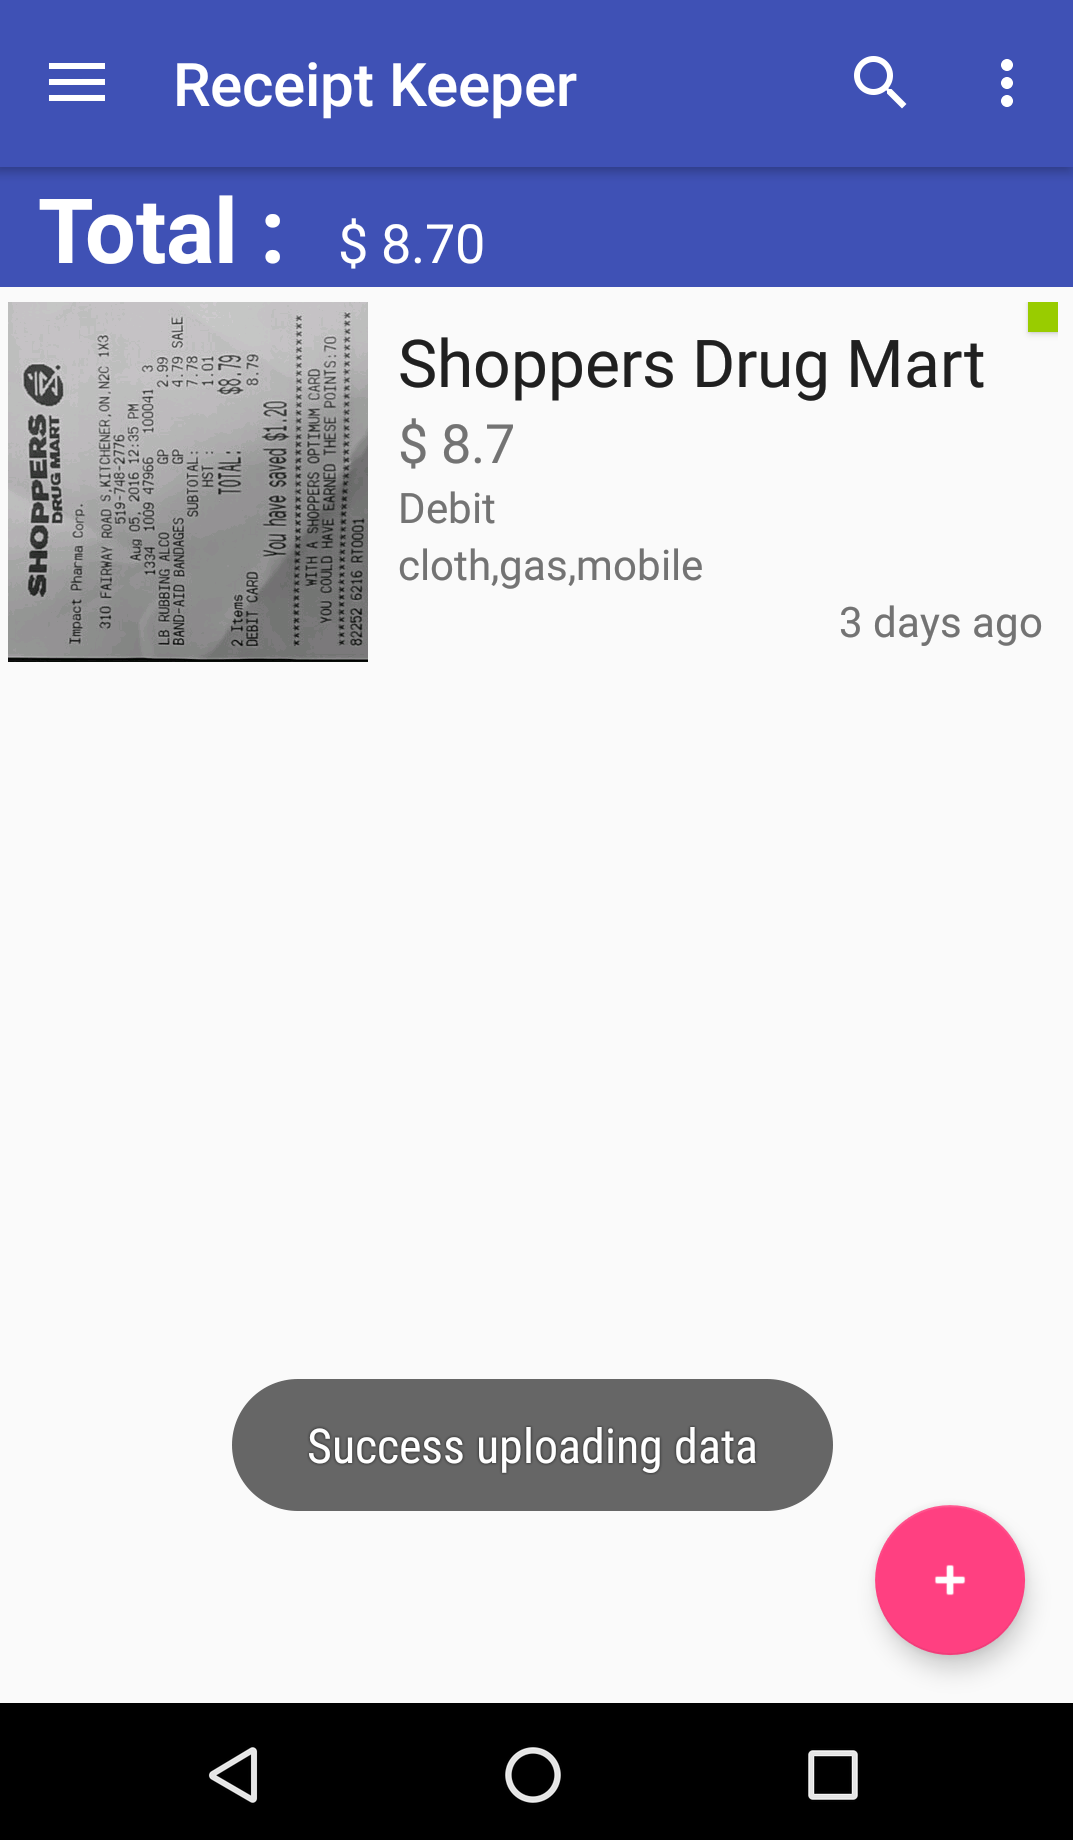 Receipt Keeper
Total : $ 8.70
SHOPPERS
DRUG MART
Impact Pharma Corp.
310 FAIRWAY ROAD S,KITCHENER,ON.N2C 1X3
519-748-2776
Aug 05, 2016 12:35 PM
1334 1009 47966 100041 3
LB RUBBING ALCO GP 2.99
BAND-AID BANDAGES GP 4.79 SALE
SUBTOTAL: 7.78
HST : 1.01
TOTAL: $8.79
2 Items
DEBIT CARD 8.79
You have saved $1.20
WITH A SHOPPERS OPTIMUM CARD
YOU COULD HAVE EARNED THESE POINTS:70
82252 6216 RT0001
Shoppers Drug Mart
$ 8.7
Debit
cloth,gas,mobile
3 days ago
Success uploading data
+